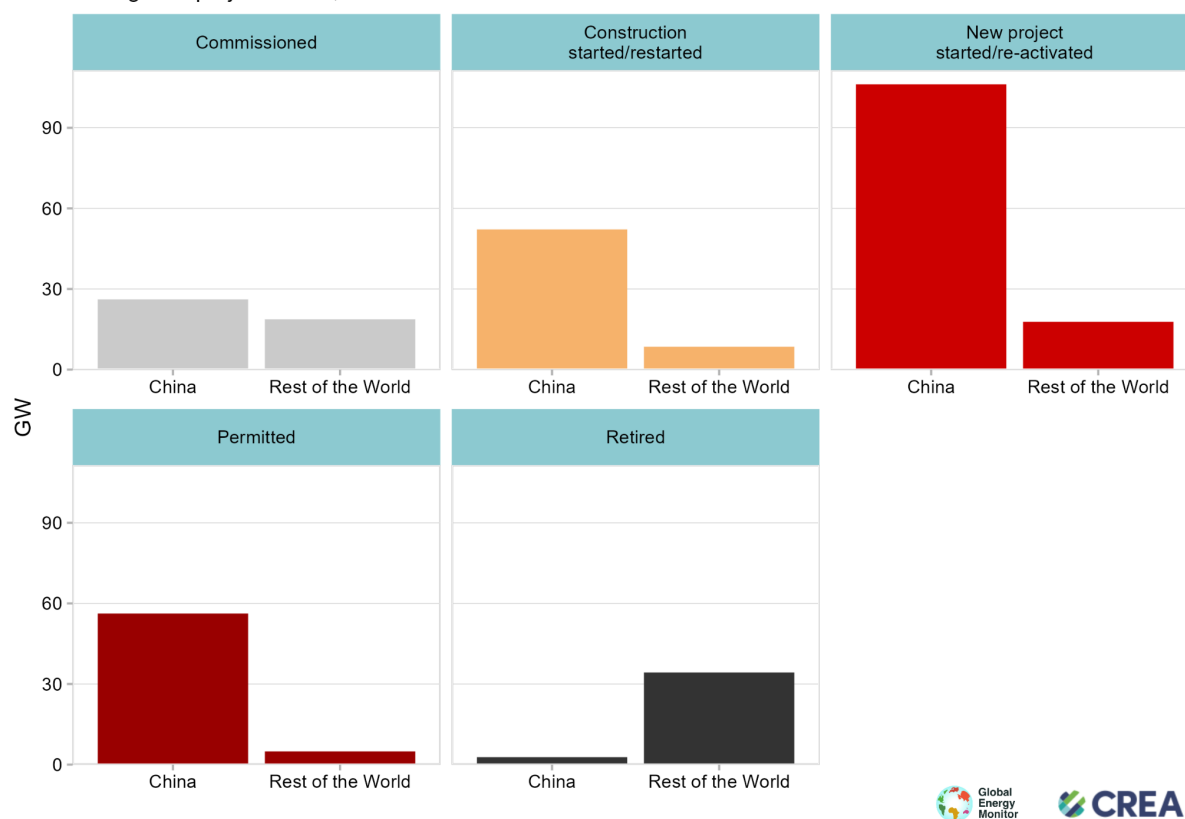 Commissioned
Construction
started/restarted
New project
started/re-activated
90
60
30
0
China
Rest of the World
China
Rest of the World
China
Rest of the World
GW
Permitted
Retired
90
60
30
0
China
Rest of the World
China
Rest of the World
Global
Energy
Monitor
CREA